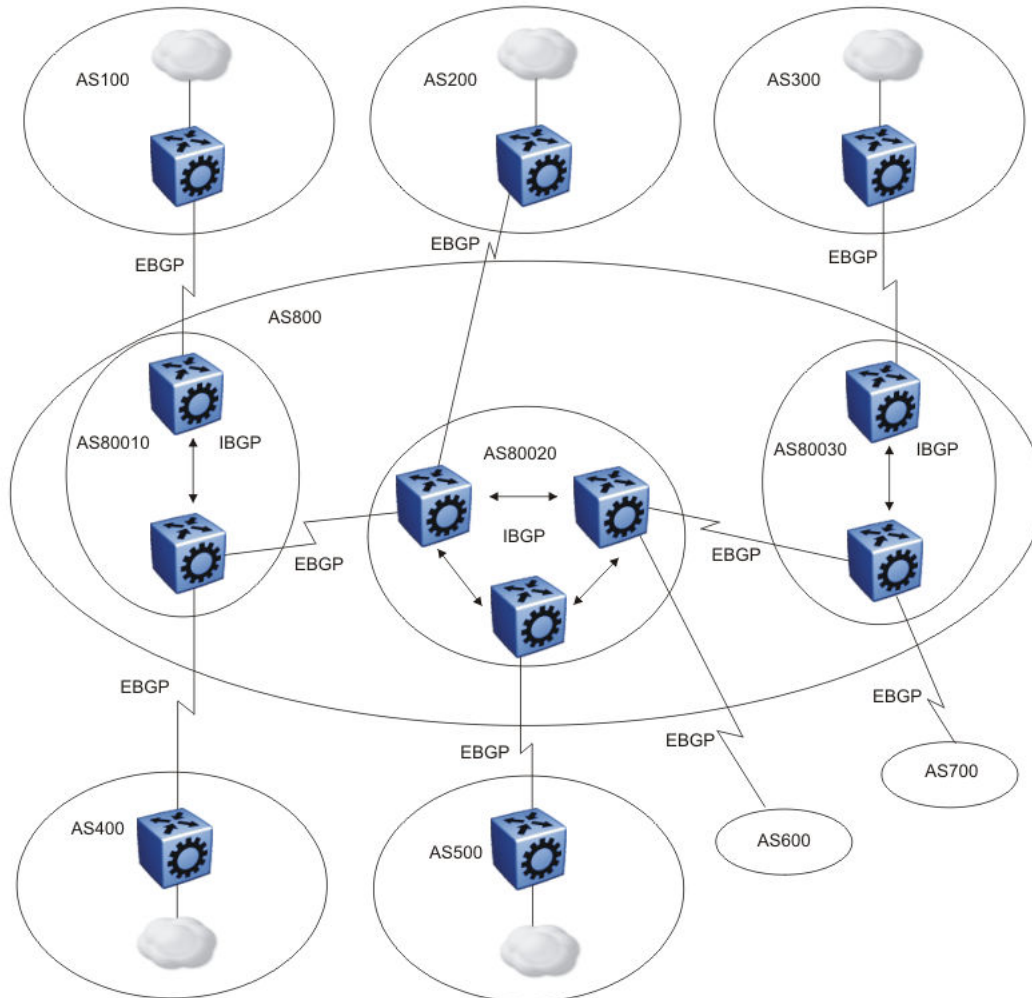 AS100
AS200
AS300
EBGP
EBGP
EBGP
AS800
AS80010
IBGP
AS80020
AS80030
IBGP
IBGP
EBGP
EBGP
EBGP
EBGP
EBGP
EBGP
AS700
AS400
AS500
AS600